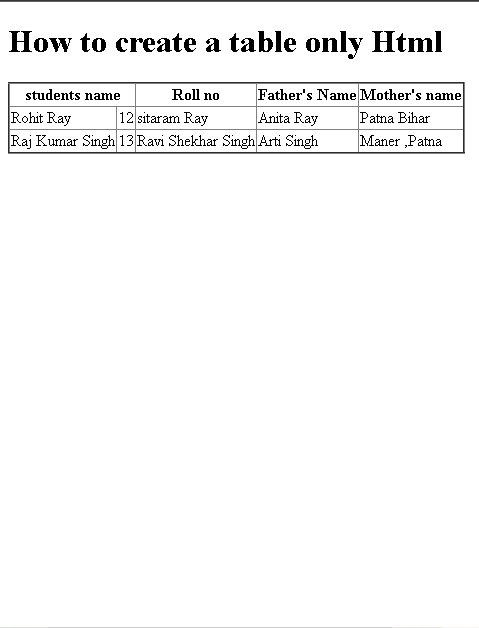 How to create a table only Html
students name Roll no Father's Name Mother's name
Rohit Ray 12 sitaram Ray Anita Ray Patna Bihar
Raj Kumar Singh 13 Ravi Shekhar Singh Arti Singh Maner ,Patna